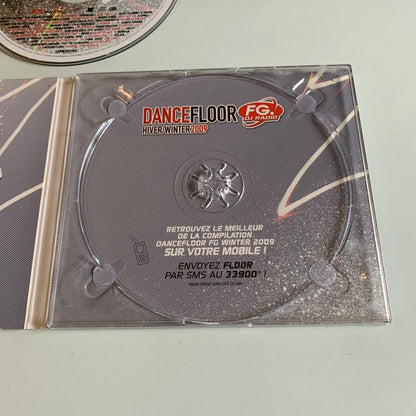 DANCEFLOOR
FG.
DJ RADIO
HIVER WINTER 2009
RETROUVEZ LE MEILLEUR
DE LA COMPILATION
DANCEFLOOR FG WINTER 2009
SUR VOTRE MOBILE !
ENVOYEZ FLOOR
PAR SMS AU 33900* !